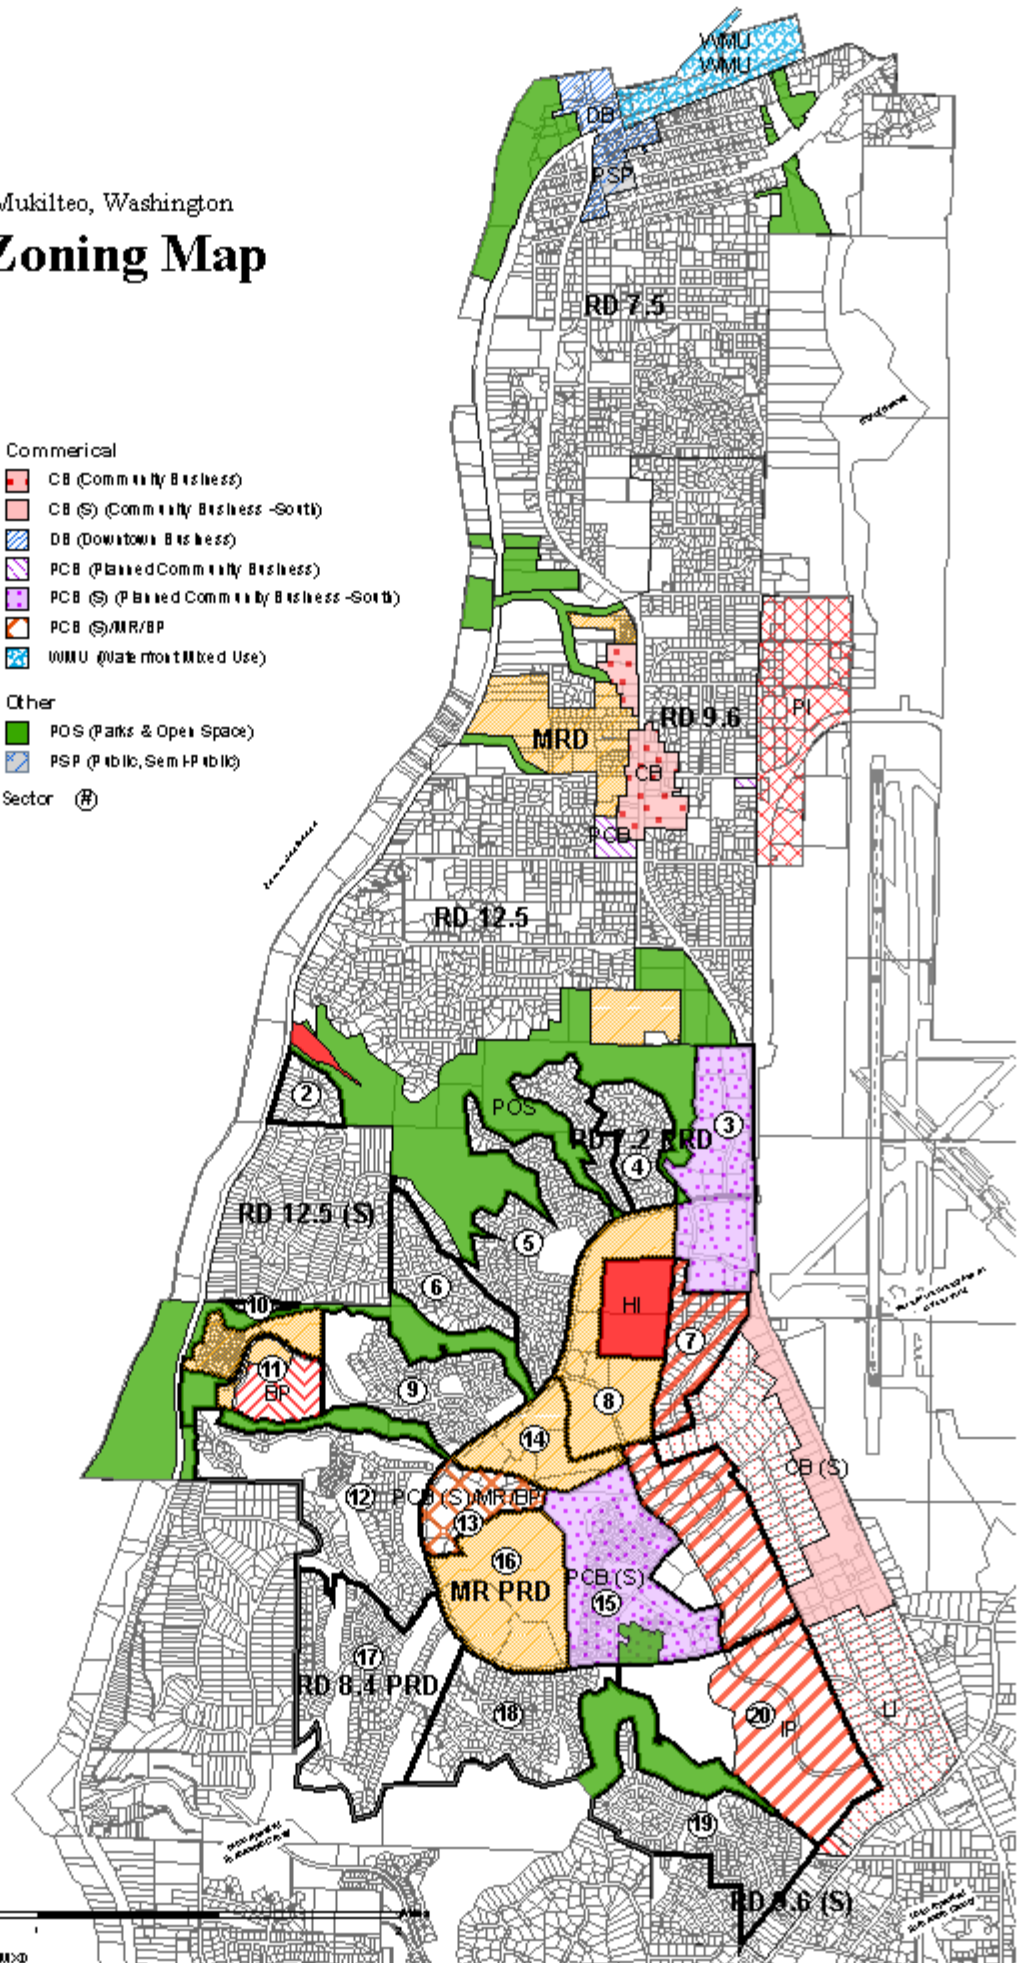 WMU
WMU
DB
PSP
Mukilteo, Washington
Zoning Map
RD 7.5
Commerical
CB (Community Business)
CB (S) (Community Business -South)
DB (Downtown Business)
PCB (Planned Community Business)
PCB (S) (Planned Community Business -South)
PCB (S)/MR/BP
WMU (Waterfront Mixed Use)
Other
POS (Parks & Open Space)
PSP (Public, Semi-Public)
Sector (#)
PI
RD 9.6
MRD
CB
PCB
RD 12.5
2
POS
3
RD 7.2 PRD
4
RD 12.5 (S)
5
6
10
HI
7
11
BP
9
8
14
CB (S)
12
PCB (S)/MR/BP
13
16
MR PRD
PCB (S)
15
17
RD 8.4 PRD
18
20
IP
LI
19
RD 9.6 (S)